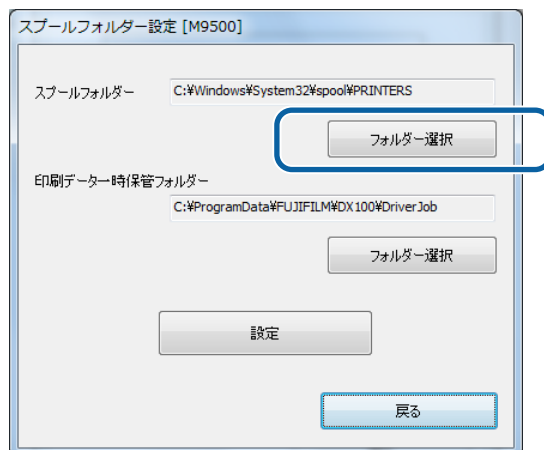 スプールフォルダー設定 [M9500]
スプールフォルダー
C:¥Windows¥System32¥spool¥PRINTERS
フォルダー選択
印刷データ一時保管フォルダー
C:¥ProgramData¥FUJIFILM¥DX100¥DriverJob
フォルダー選択
設定
戻る